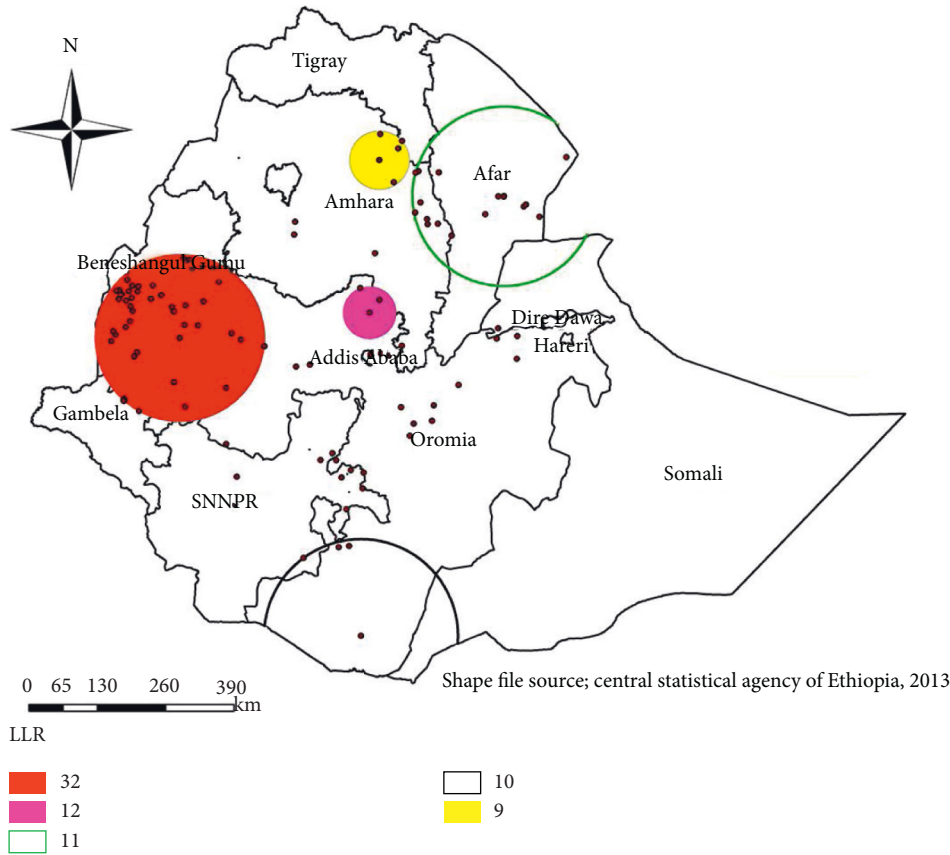 N
Tigray
Afar
Amhara
Beneshangul Gumu
Dire Dawa
Hareri
Addis Ababa
Gambela
Oromia
Somali
SNNPR
0 65 130 260 390
km
Shape file source; central statistical agency of Ethiopia, 2013
LLR
32
12
11
10
9